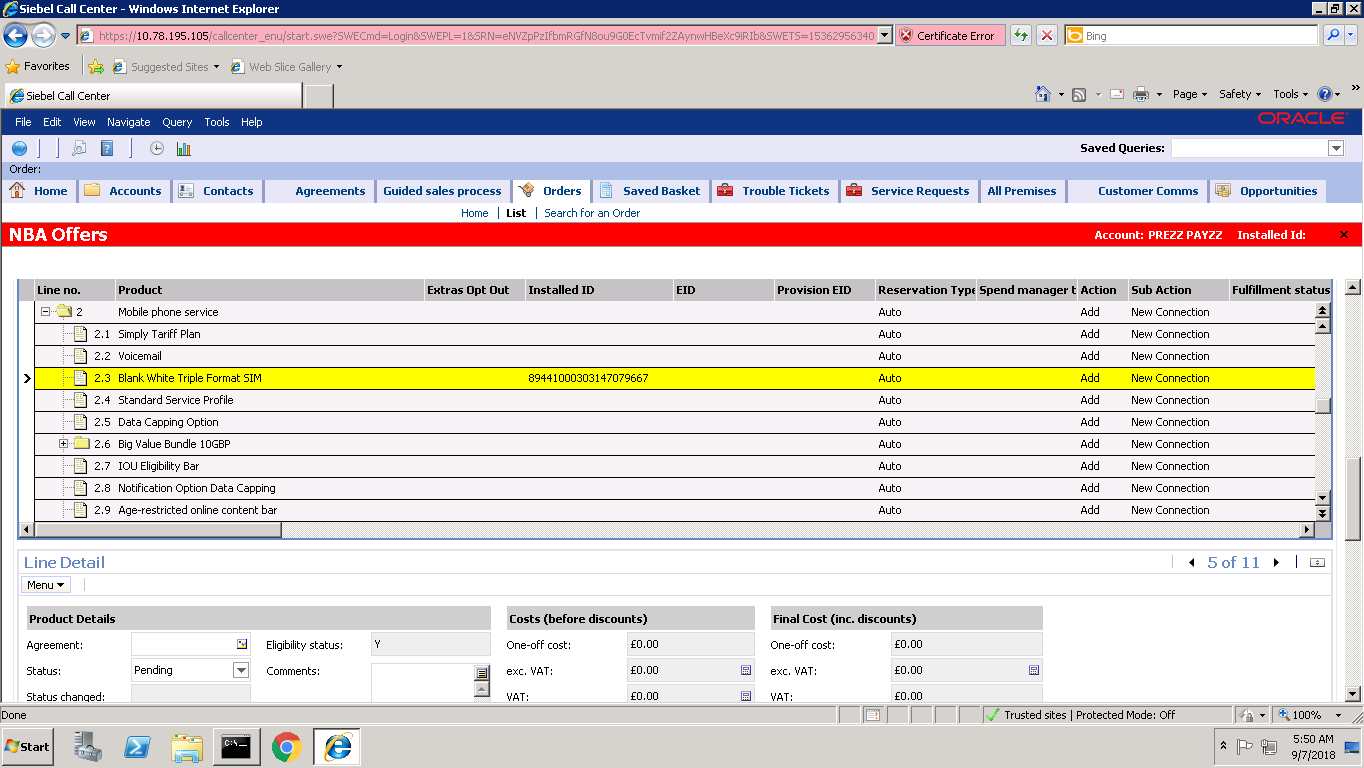 Siebel Call Center - Windows Internet Explorer
https://10.78.195.105/callcenter_enu/start.swe?SWECmd=Login&SWEPL=1&SRN=eNVZpPzIfbmRGfN8ou9G0EcTvmif2ZAynwHBeXc9iRIb&SWETS=15362956340 Certificate Error Bing
Favorites Suggested Sites Web Slice Gallery
Siebel Call Center Page Safety Tools
File Edit View Navigate Query Tools Help ORACLE
Saved Queries:
Order:
Home Accounts Contacts Agreements Guided sales process Orders Saved Basket Trouble Tickets Service Requests All Premises Customer Comms Opportunities
Home List Search for an Order
NBA Offers Account: PREZZ PAYZZ Installed Id:
Line no. Product Extras Opt Out Installed ID EID Provision EID Reservation Type Spend manager t Action Sub Action Fulfillment status
2 Mobile phone service Auto Add New Connection
2.1 Simply Tariff Plan Auto Add New Connection
2.2 Voicemail Auto Add New Connection
2.3 Blank White Triple Format SIM 89441000303147079667 Auto Add New Connection
2.4 Standard Service Profile Auto Add New Connection
2.5 Data Capping Option Auto Add New Connection
2.6 Big Value Bundle 10GBP Auto Add New Connection
2.7 IOU Eligibility Bar Auto Add New Connection
2.8 Notification Option Data Capping Auto Add New Connection
2.9 Age-restricted online content bar Auto Add New Connection
Line Detail 5 of 11
Menu
Product Details Costs (before discounts) Final Cost (inc. discounts)
Agreement: Eligibility status: Y One-off cost: £0.00 One-off cost: £0.00
Status: Pending Comments: exc. VAT: £0.00 exc. VAT: £0.00
Status changed: VAT: £0.00 VAT: £0.00
Done Trusted sites | Protected Mode: Off 100%
Start 5:50 AM
9/7/2018